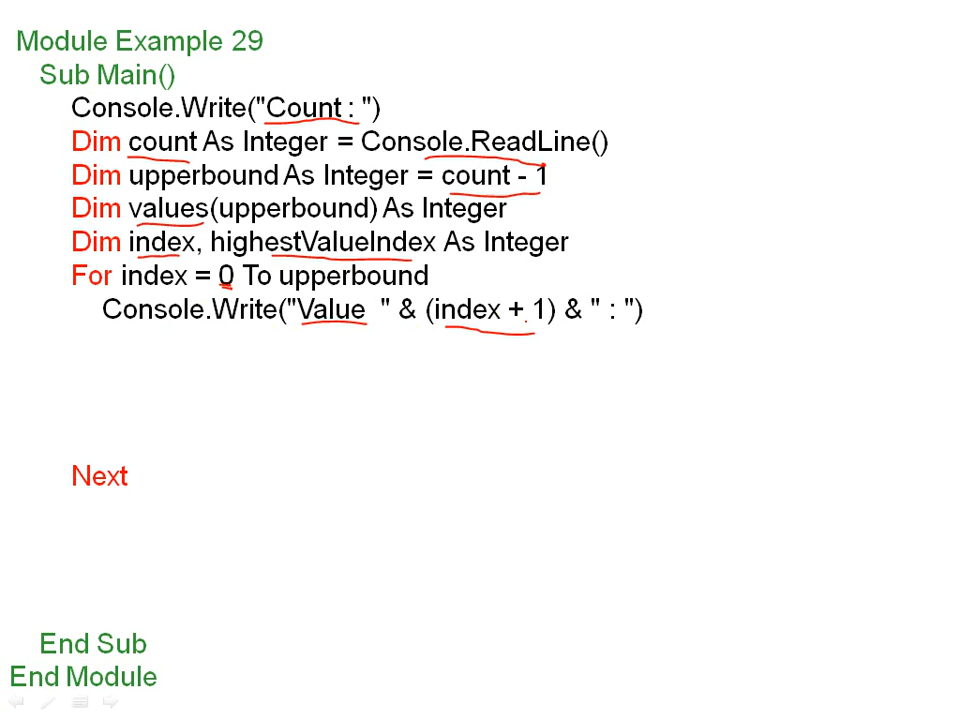 Module Example 29
Sub Main()
Console.Write("Count : ")
Dim count As Integer = Console.ReadLine()
Dim upperbound As Integer = count - 1
Dim values(upperbound) As Integer
Dim index, highestValueIndex As Integer
For index = 0 To upperbound
Console.Write("Value " & (index + 1) & " : ")
Next
End Sub
End Module